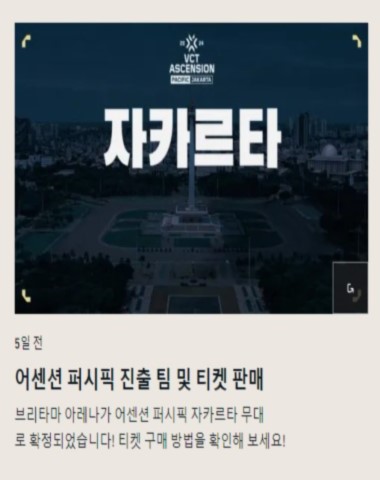 VCT
ASCENSION
PACIFIC JAKARTA
자카르타
5일 전
어센션 퍼시픽 진출 팀 및 티켓 판매
브리타마 아레나가 어센션 퍼시픽 자카르타 무대
로 확정되었습니다! 티켓 구매 방법을 확인해 보세요!